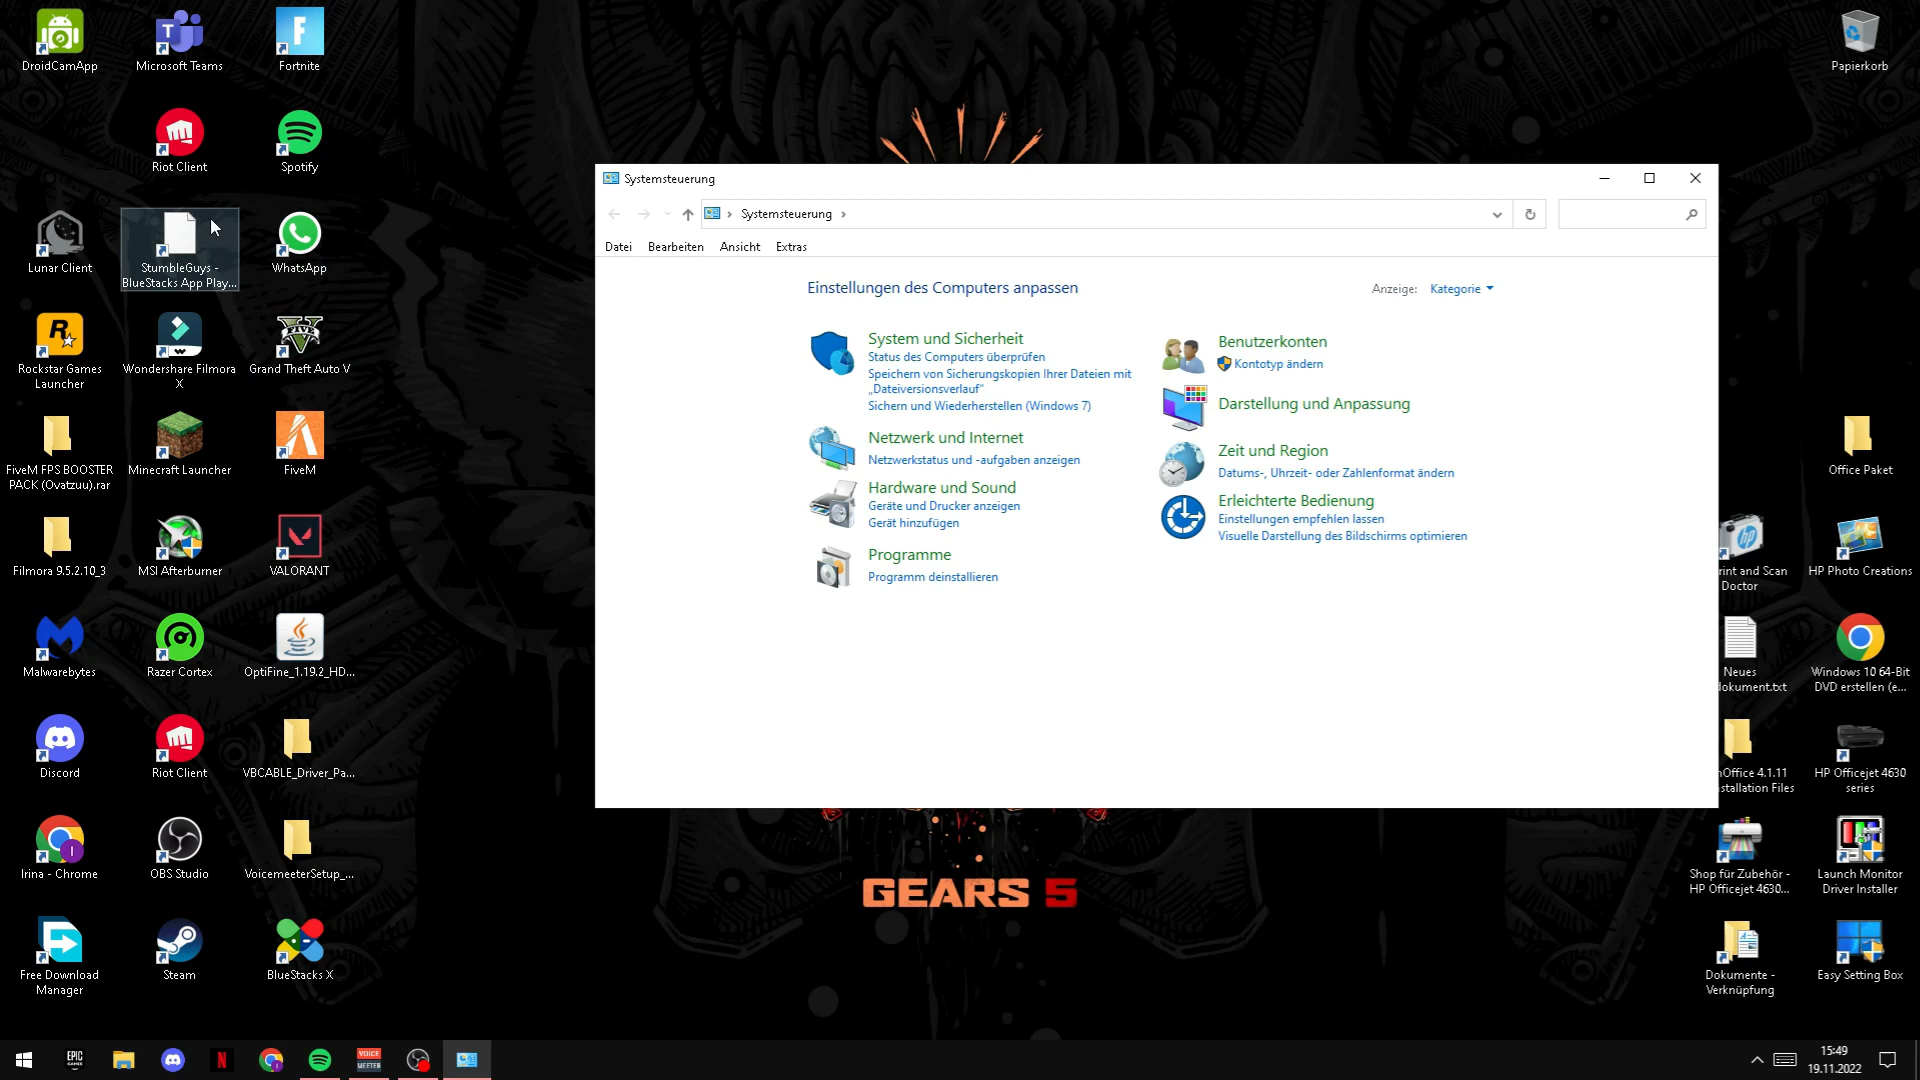 DroidCamApp
Microsoft Teams
Fortnite
Papierkorb
Riot Client
Spotify
Lunar Client
StumbleGuys -
BlueStacks App Play...
WhatsApp
Rockstar Games
Launcher
Wondershare Filmora
X
Grand Theft Auto V
FiveM FPS BOOSTER
PACK (Ovatzuu).rar
Minecraft Launcher
FiveM
Filmora 9.5.2.10_3
MSI Afterburner
VALORANT
Malwarebytes
Razer Cortex
OptiFine_1.19.2_HD...
Discord
Riot Client
VBCABLE_Driver_Pa...
Irina - Chrome
OBS Studio
VoicemeeterSetup_...
Free Download
Manager
Steam
BlueStacks X
Systemsteuerung
Systemsteuerung
Datei Bearbeiten Ansicht Extras
Einstellungen des Computers anpassen
Anzeige: Kategorie
System und Sicherheit
Status des Computers überprüfen
Speichern von Sicherungskopien Ihrer Dateien mit
„Dateiversionsverlauf"
Sichern und Wiederherstellen (Windows 7)
Netzwerk und Internet
Netzwerkstatus und -aufgaben anzeigen
Hardware und Sound
Geräte und Drucker anzeigen
Gerät hinzufügen
Programme
Programm deinstallieren
Benutzerkonten
Kontotyp ändern
Darstellung und Anpassung
Zeit und Region
Datums-, Uhrzeit- oder Zahlenformat ändern
Erleichterte Bedienung
Einstellungen empfehlen lassen
Visuelle Darstellung des Bildschirms optimieren
GEARS 5
Office Paket
rint and Scan
Doctor
HP Photo Creations
Neues
okument.txt
Windows 10 64-Bit
DVD erstellen (e...
Office 4.1.11
stallation Files
HP Officejet 4630
series
Shop für Zubehör -
HP Officejet 4630...
Launch Monitor
Driver Installer
Dokumente -
Verknüpfung
Easy Setting Box
EPIC
GAMES
VOICE
MEETER
15:49
19.11.2022